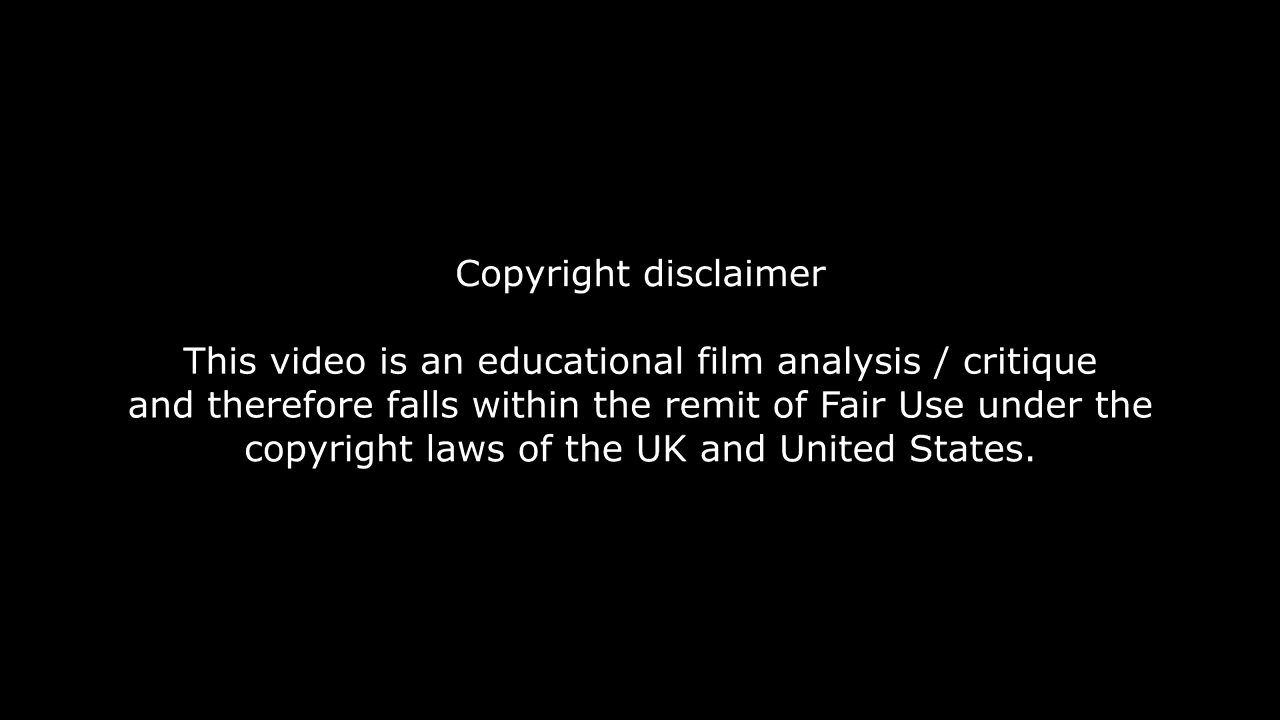 Copyright disclaimer
This video is an educational film analysis / critique
and therefore falls within the remit of Fair Use under the
copyright laws of the UK and United States.